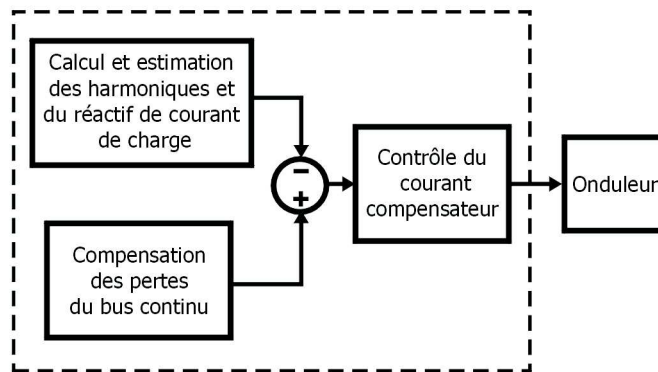 Calcul et estimation
des harmoniques et
du réactif de courant
de charge
−
+
Contrôle du
courant
compensateur
Onduleur
Compensation
des pertes
du bus continu